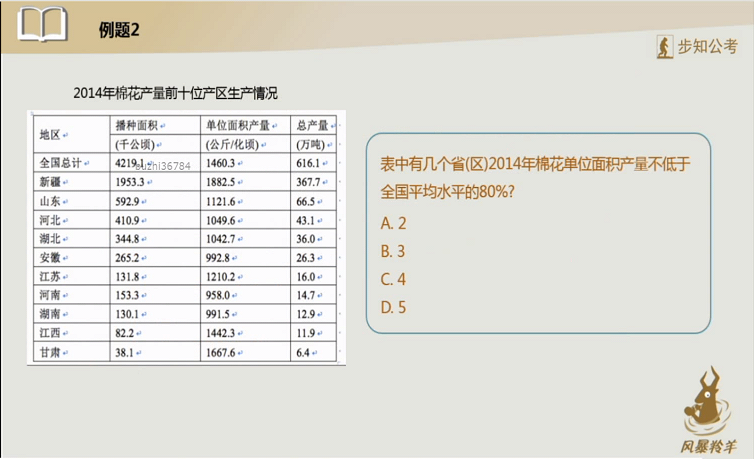 例题2
步知公考
2014年棉花产量前十位产区生产情况
地区 播种面积 单位面积产量 总产量
(千公顷) (公斤/化顷) (万吨)
全国总计 4219.1 1460.3 616.1
buzhi36784
新疆 1953.3 1882.5 367.7
山东 592.9 1121.6 66.5
河北 410.9 1049.6 43.1
湖北 344.8 1042.7 36.0
安徽 265.2 992.8 26.3
江苏 131.8 1210.2 16.0
河南 153.3 958.0 14.7
湖南 130.1 991.5 12.9
江西 82.2 1442.3 11.9
甘肃 38.1 1667.6 6.4
表中有几个省(区)2014年棉花单位面积产量不低于
全国平均水平的80%?
A. 2
B. 3
C. 4
D. 5
风暴羚羊